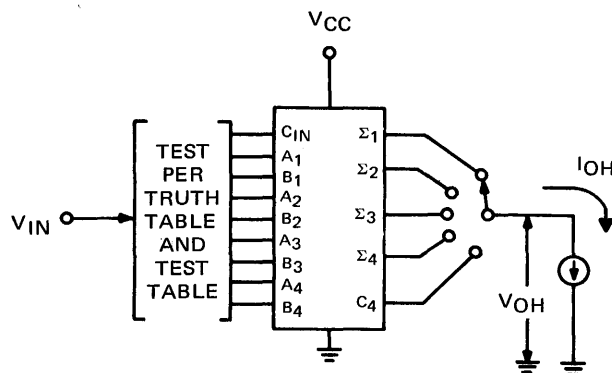 VCC
VIN
TEST
PER
TRUTH
TABLE
AND
TEST
TABLE
CIN
A1
B1
A2
B2
A3
B3
A4
B4
Σ1
Σ2
Σ3
Σ4
C4
IOH
VOH